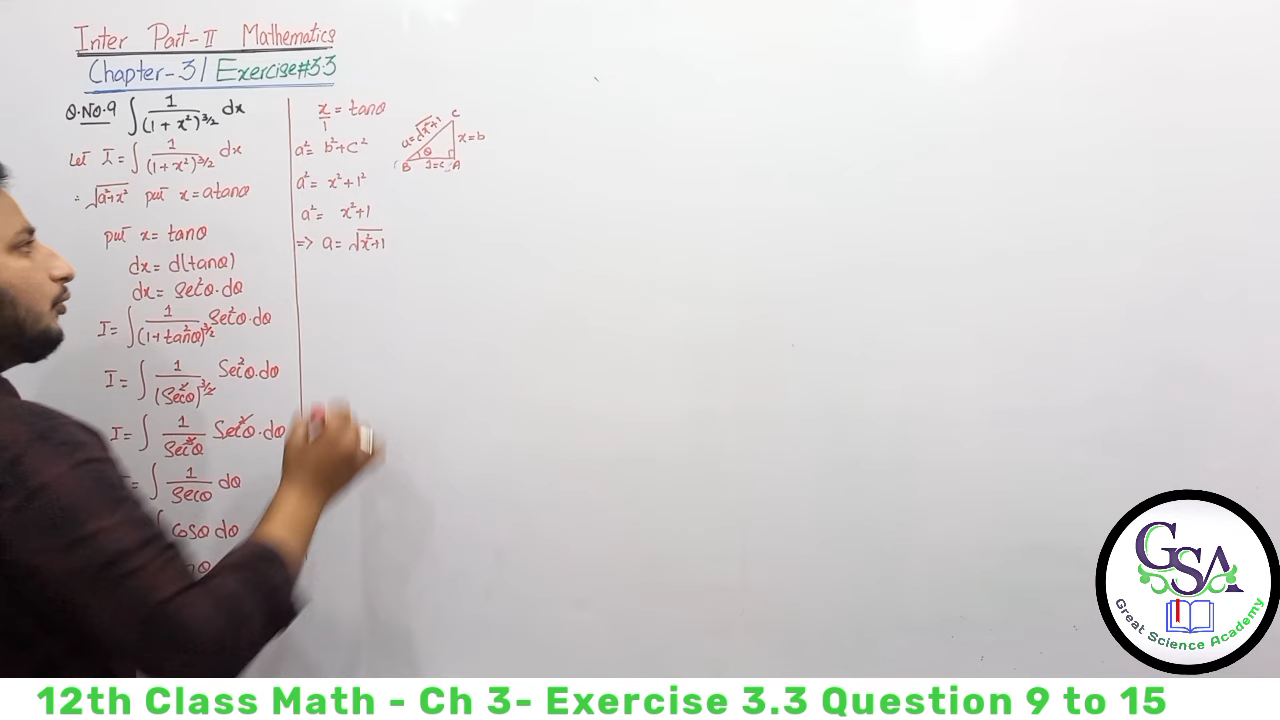 Inter Part-II Mathematics
Chapter-3/ Exercise#3.3
Q.NO.9 ∫ 1/(1+x²)^3/2 dx
Let I = ∫ 1/(1+x²)^3/2 dx
∵ √a²+x² put x = a tanθ
put x = tanθ
dx = d(tanθ)
dx = Sec²θ.dθ
I = ∫ 1/(1+tan²θ)^3/2 Sec²θ.dθ
I = ∫ 1/(Sec²θ)^3/2 Sec²θ.dθ
I = ∫ 1/Sec³θ Sec²θ.dθ
= ∫ 1/Secθ dθ
∫ cosθ dθ
x/1 = tanθ
a² = b²+c²
a² = x²+1²
a² = x²+1
=> a = √x²+1
C
a=√x²+1
x=b
θ
B
1=c
A
GSA
Great Science Academy
12th Class Math - Ch 3- Exercise 3.3 Question 9 to 15